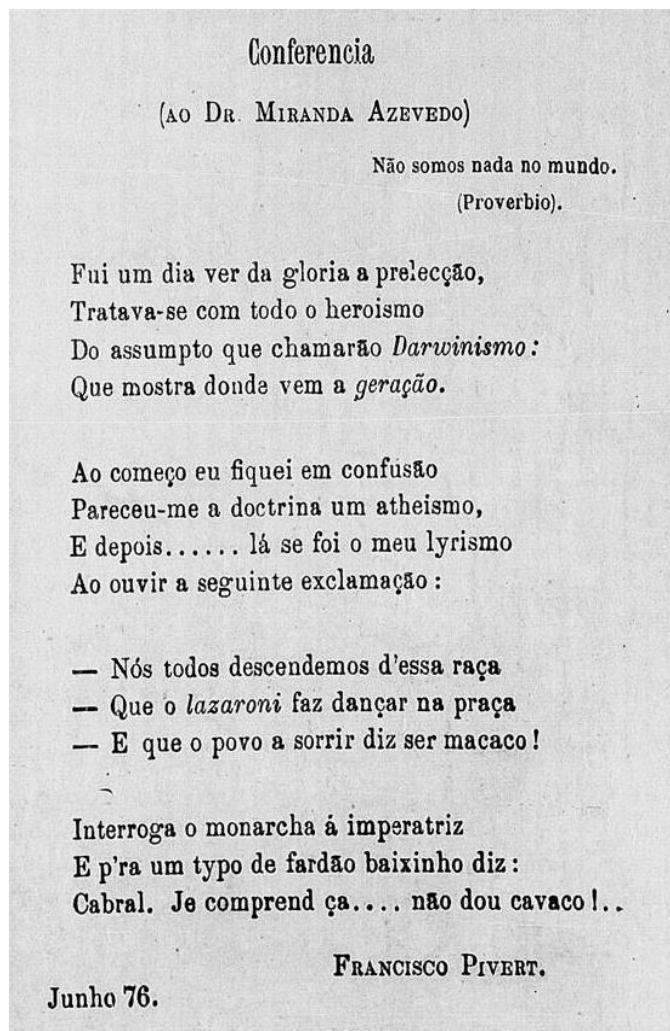 Conferencia
(AO DR. MIRANDA AZEVEDO)
Não somos nada no mundo.
(Proverbio).
Fui um dia ver da gloria a prelecção,
Tratava-se com todo o heroismo
Do assumpto que chamarão Darwinismo:
Que mostra donde vem a geração.
Ao começo eu fiquei em confusão
Pareceu-me a doctrina um atheismo,
E depois...... lá se foi o meu lyrismo
Ao ouvir a seguinte exclamação:
— Nós todos descendemos d'essa raça
— Que o lazaroni faz dançar na praça
— E que o povo a sorrir diz ser macaco!
Interroga o monarcha á imperatriz
E p'ra um typo de fardão baixinho diz:
Cabral. Je comprend ça.... não dou cavaco!..
FRANCISCO PIVERT.
Junho 76.